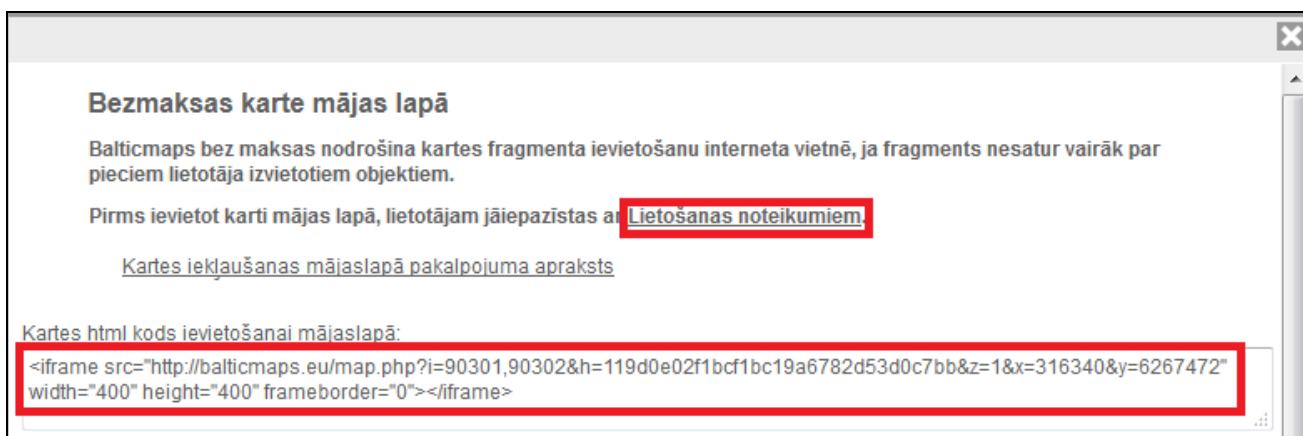 Bezmaksas karte mājas lapā
Balticmaps bez maksas nodrošina kartes fragmenta ievietošanu interneta vietnē, ja fragments nesatur vairāk par
pieciem lietotāja izvietotiem objektiem.
Pirms ievietot karti mājas lapā, lietotājam jāiepazīstas ar Lietošanas noteikumiem.
Kartes iekļaušanas mājaslapā pakalpojuma apraksts
Kartes html kods ievietošanai mājaslapā:
<iframe src="http://balticmaps.eu/map.php?i=90301,90302&h=119d0e02f1bcf1bc19a6782d53d0c7bb&z=1&x=316340&y=6267472"
width="400" height="400" frameborder="0"></iframe>